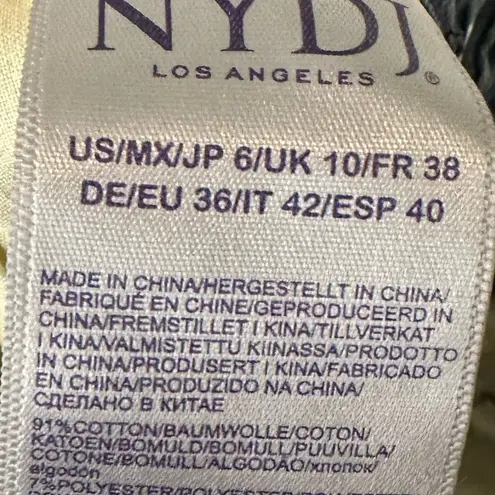 NYDJ®
LOS ANGELES
US/MX/JP 6/UK 10/FR 38
DE/EU 36/IT 42/ESP 40
MADE IN CHINA/HERGESTELLT IN CHINA/
FABRIQUÉ EN CHINE/GEPRODUCEERD IN
CHINA/FREMSTILLET I KINA/TILLVERKAT
I KINA/VALMISTETTU KIINASSA/PRODOTTO
IN CHINA/PRODUSERT I KINA/FABRICADO
EN CHINA/PRODUZIDO NA CHINA/
СДЕЛАНО В КИТАЕ
91%COTTON/BAUMWOLLE/COTON/
KATOEN/BOMULD/BOMULL/PUUVILLA/
COTONE/BOMULL/ALGODAO/хлопок/
algodón
7%POLYESTER/POLYESTER/POLYESTER